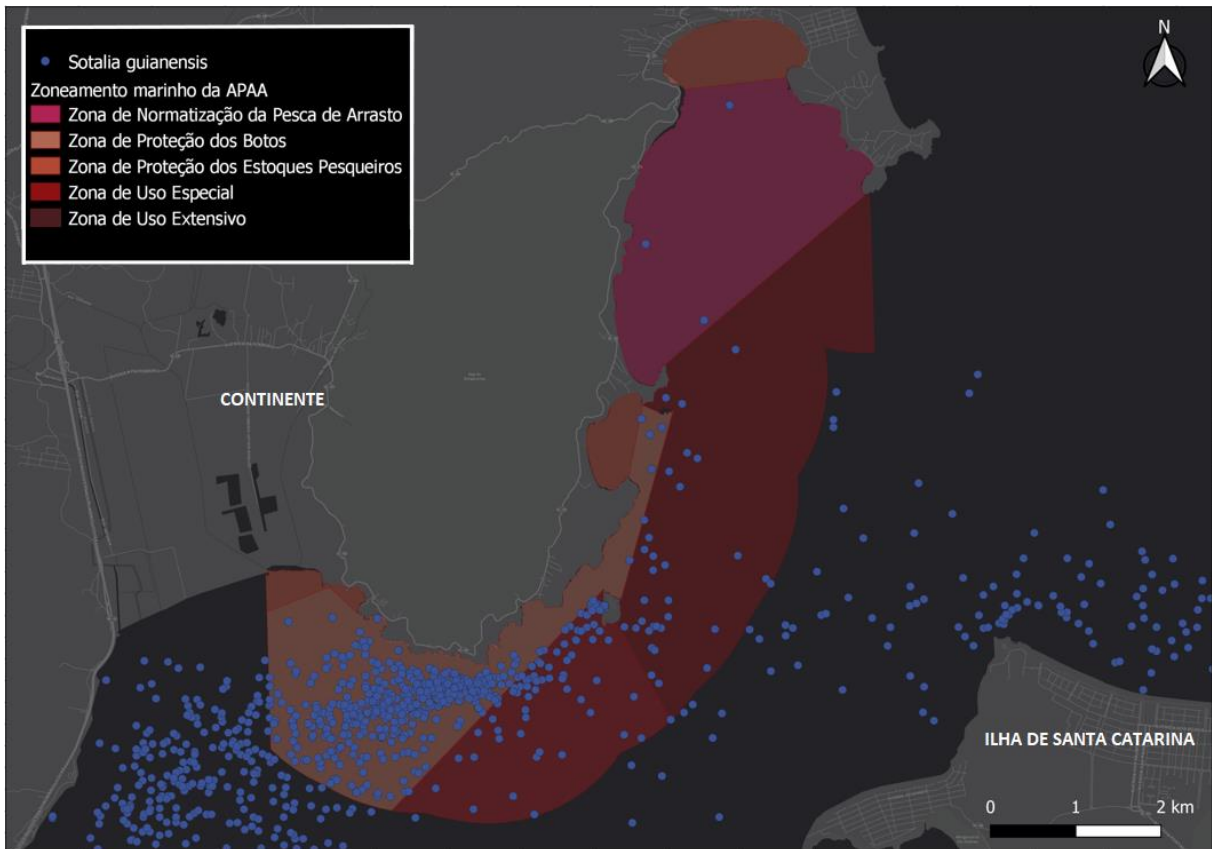 N
Sotalia guianensis
Zoneamento marinho da APAA
Zona de Normatização da Pesca de Arrasto
Zona de Proteção dos Botos
Zona de Proteção dos Estoques Pesqueiros
Zona de Uso Especial
Zona de Uso Extensivo
CONTINENTE
ILHA DE SANTA CATARINA
0 1 2 km